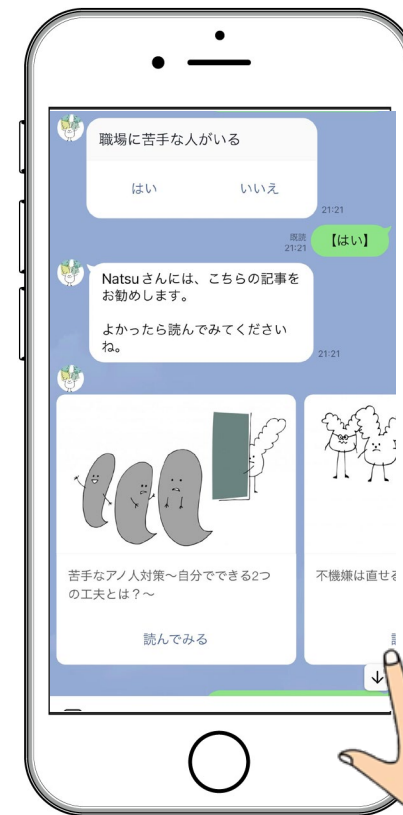 職場に苦手な人がいる
はい いいえ
21:21
既読
21:21
【はい】
Natsuさんには、こちらの記事を
お勧めします。
よかったら読んでみてください
ね。
21:21
苦手なアノ人対策～自分でできる2つ
の工夫とは？～
読んでみる
不機嫌は直せる